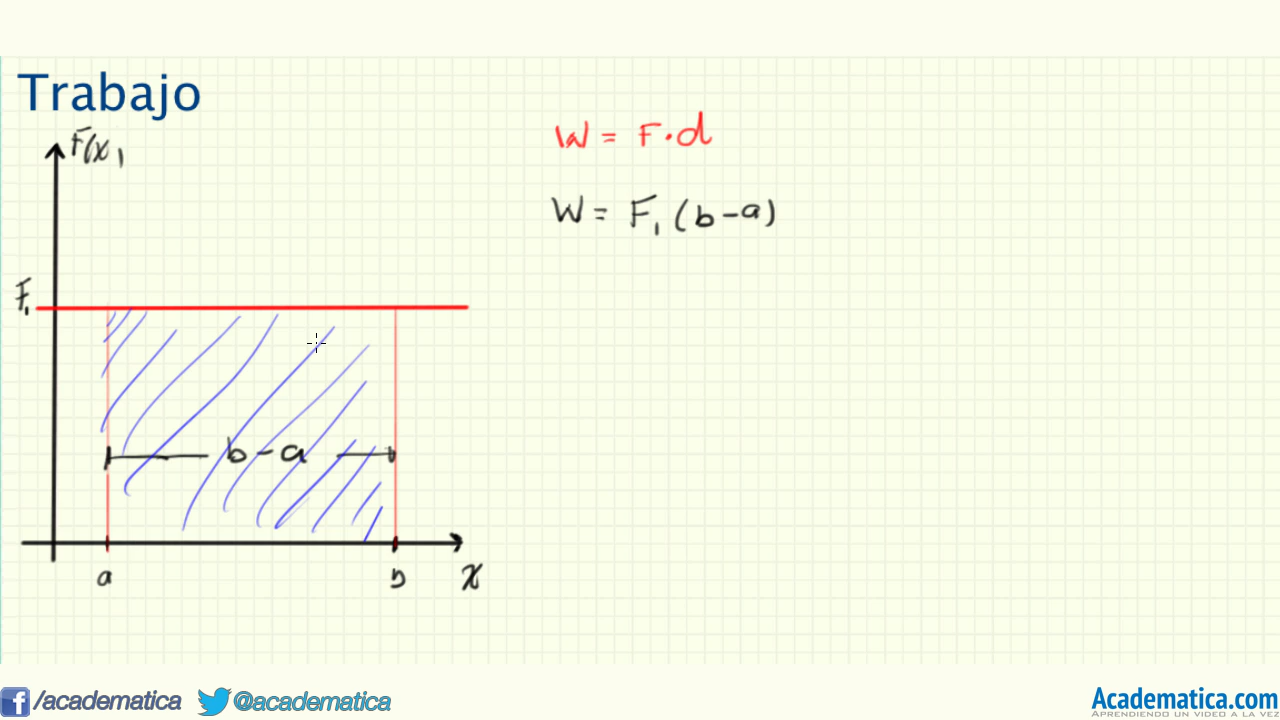 Trabajo
F(x)
W = F·d
W = F₁ (b-a)
F₁
b-a
a
b
x
/academatica
@academatica
Academatica.com
APRENDIENDO UN VIDEO A LA VEZ